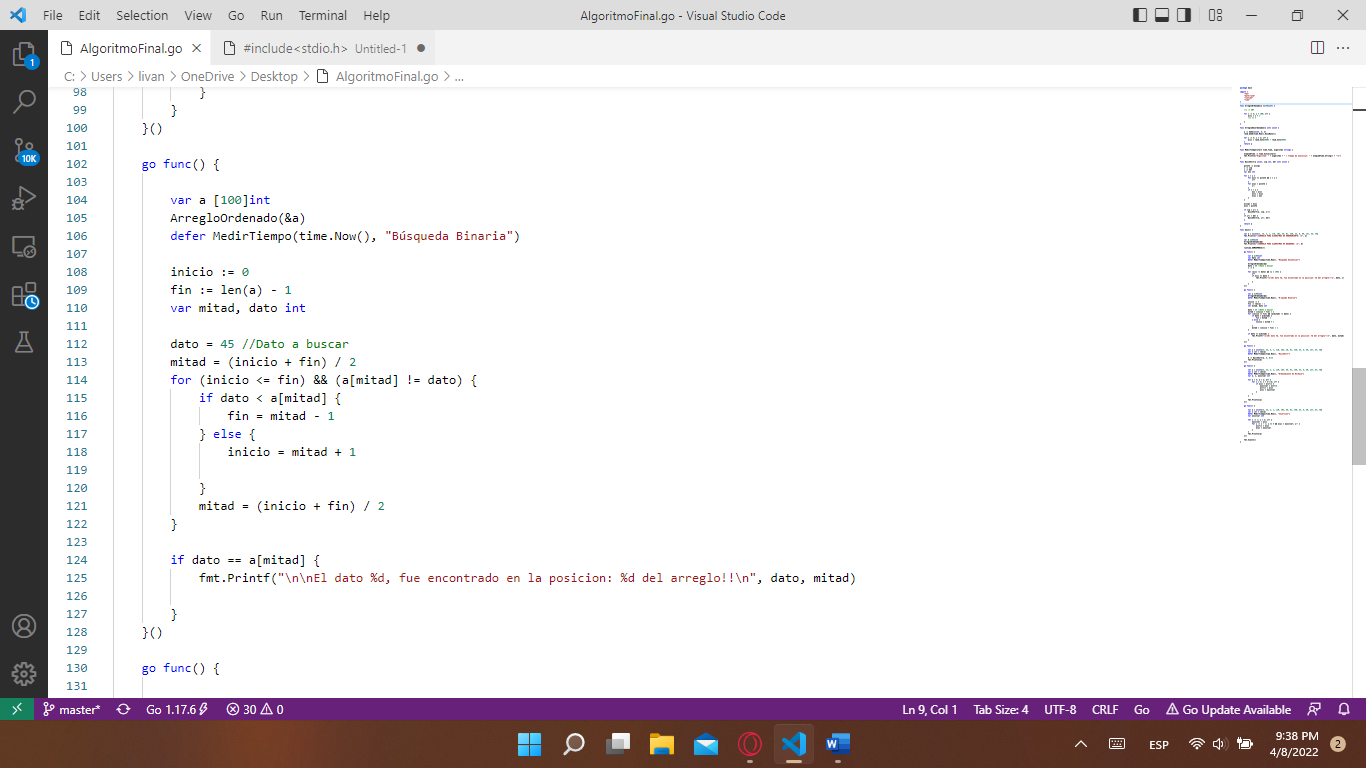 File Edit Selection View Go Run Terminal Help AlgoritmoFinal.go - Visual Studio Code
AlgoritmoFinal.go #include<stdio.h> Untitled-1
C: > Users > livan > OneDrive > Desktop > AlgoritmoFinal.go > ...
98 }
99 }
100 }()
101
102 go func() {
103
104 var a [100]int
105 ArregloOrdenado(&a)
106 defer MedirTiempo(time.Now(), "Búsqueda Binaria")
107
108 inicio := 0
109 fin := len(a) - 1
110 var mitad, dato int
111
112 dato = 45 //Dato a buscar
113 mitad = (inicio + fin) / 2
114 for (inicio <= fin) && (a[mitad] != dato) {
115 if dato < a[mitad] {
116 fin = mitad - 1
117 } else {
118 inicio = mitad + 1
119
120 }
121 mitad = (inicio + fin) / 2
122 }
123
124 if dato == a[mitad] {
125 fmt.Printf("\n\nEl dato %d, fue encontrado en la posicion: %d del arreglo!!\n", dato, mitad)
126
127 }
128 }()
129
130 go func() {
131
1
10K
master* Go 1.17.6 30 0 Ln 9, Col 1 Tab Size: 4 UTF-8 CRLF Go Go Update Available
ESP 9:38 PM
4/8/2022 2